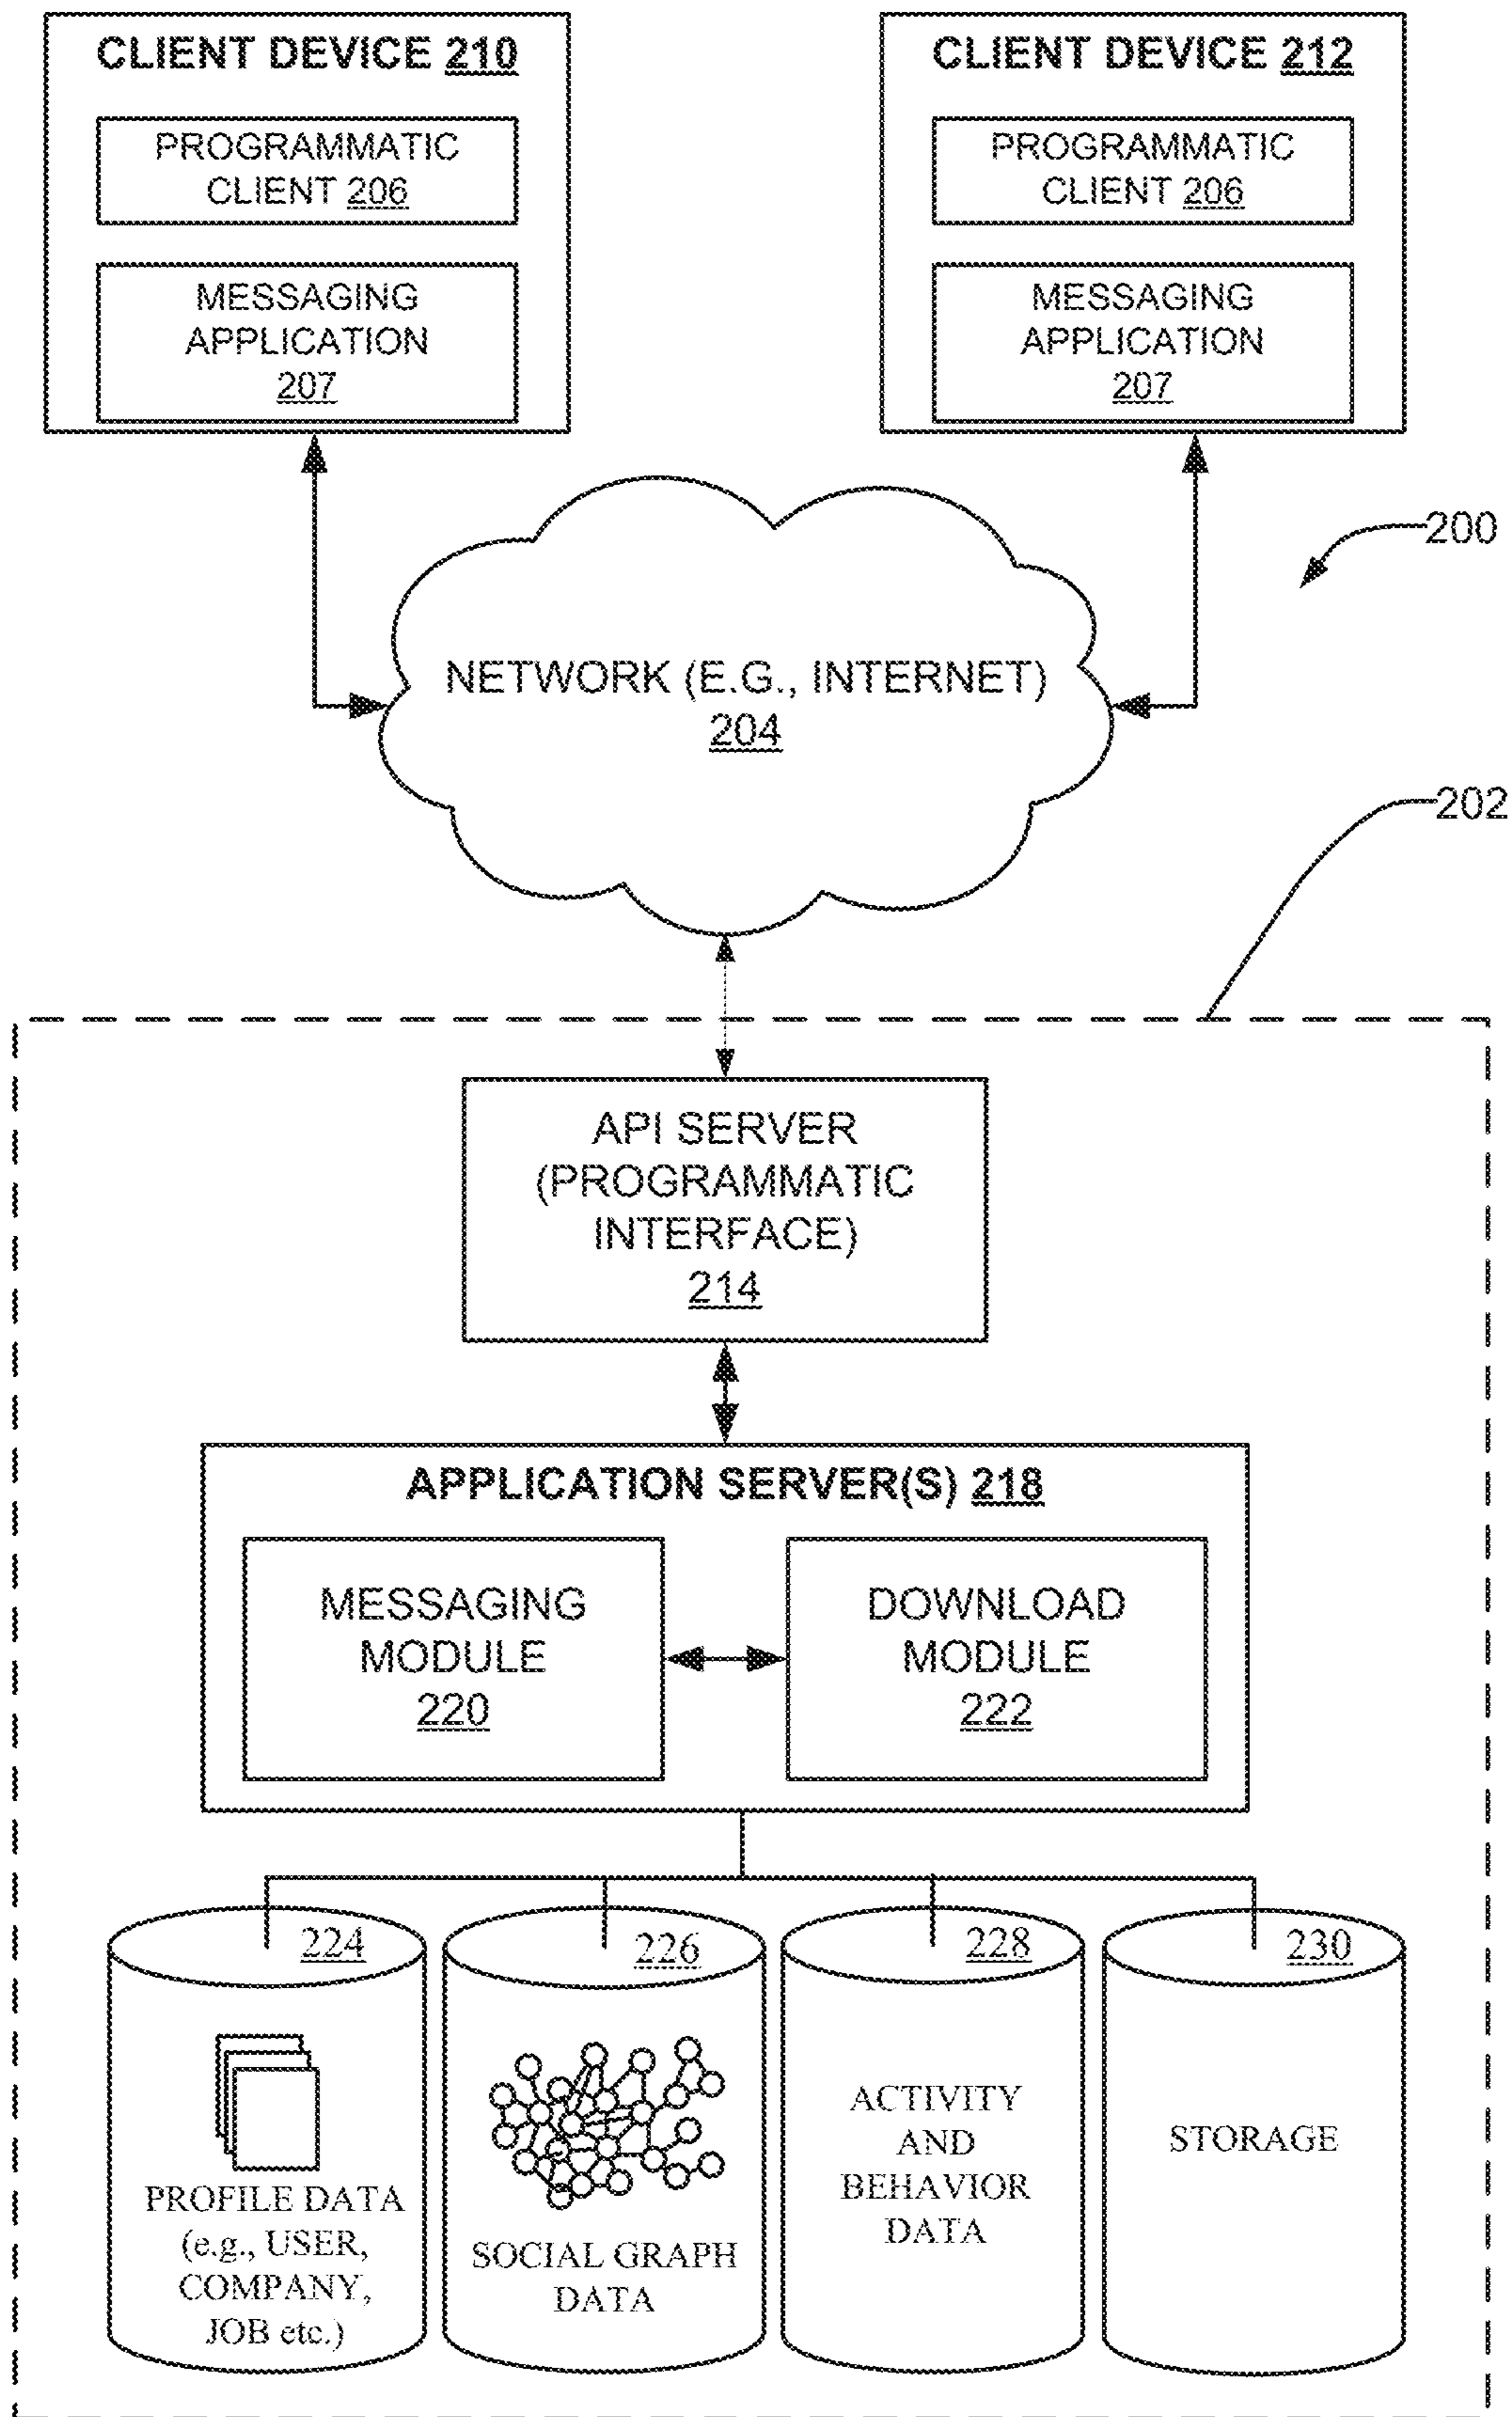 CLIENT DEVICE 210
PROGRAMMATIC
CLIENT 206
MESSAGING
APPLICATION
207
CLIENT DEVICE 212
PROGRAMMATIC
CLIENT 206
MESSAGING
APPLICATION
207
200
NETWORK (E.G., INTERNET)
204
202
API SERVER
(PROGRAMMATIC
INTERFACE)
214
APPLICATION SERVER(S) 218
MESSAGING
MODULE
220
DOWNLOAD
MODULE
222
224
PROFILE DATA
(e.g., USER,
COMPANY,
JOB etc.)
226
SOCIAL GRAPH
DATA
228
ACTIVITY
AND
BEHAVIOR
DATA
230
STORAGE